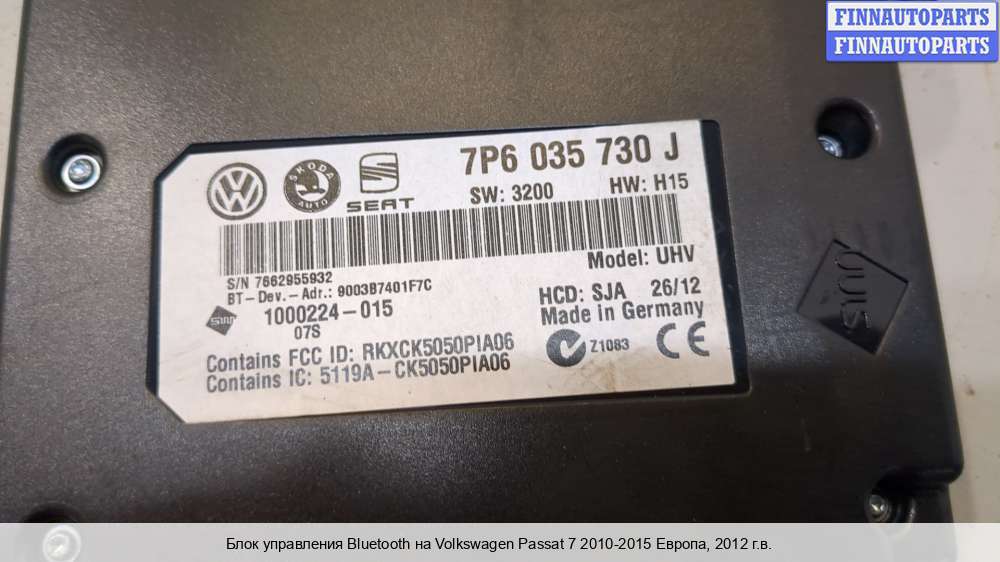 FINNAUTOPARTS
FINNAUTOPARTS
ŠKODA
AUTO
SEAT
7P6 035 730 J
SW: 3200 HW: H15
Model: UHV
S/N 7662955932
BT-Dev.-Adr.: 9003B7401F7C
1000224-015
07S
HCD: SJA 26/12
Made in Germany
Contains FCC ID: RKXCK5050PIA06
Contains IC: 5119A-CK5050PIA06
Z1083
CE
Блок управления Bluetooth на Volkswagen Passat 7 2010-2015 Европа, 2012 г.в.